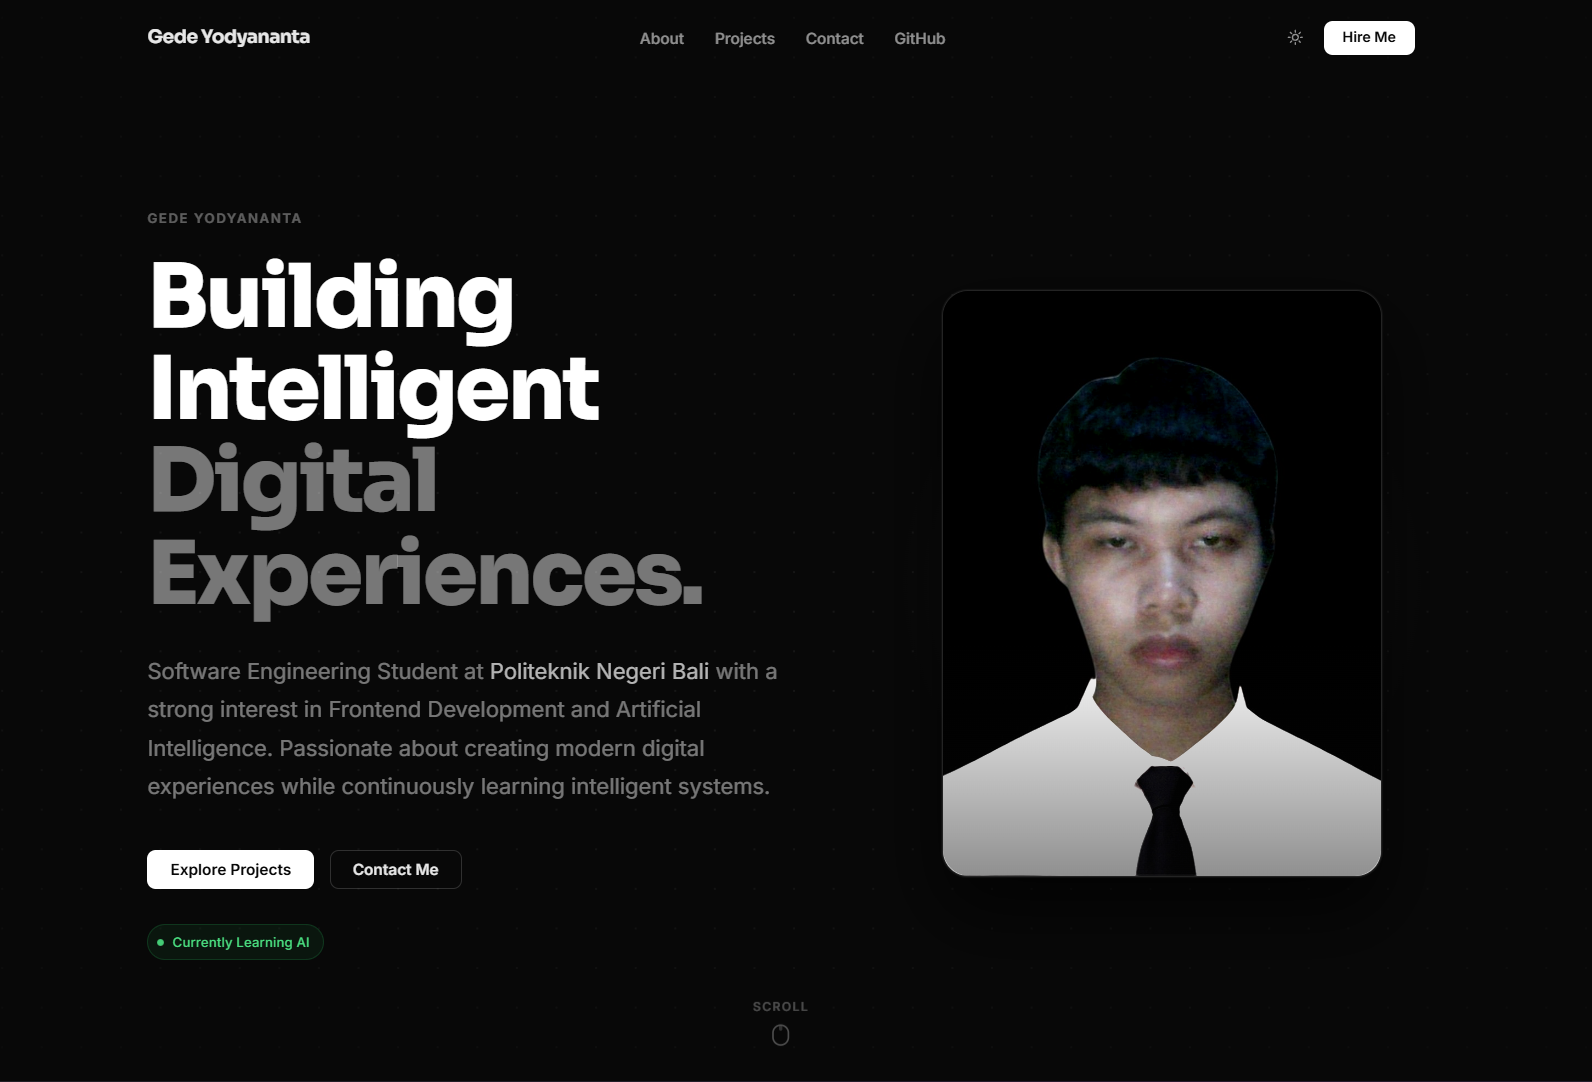 Gede Yodyananta
About
Projects
Contact
GitHub
Hire Me
GEDE YODYANANTA
Building
Intelligent
Digital
Experiences.
Software Engineering Student at Politeknik Negeri Bali with a
strong interest in Frontend Development and Artificial
Intelligence. Passionate about creating modern digital
experiences while continuously learning intelligent systems.
Explore Projects
Contact Me
Currently Learning AI
SCROLL